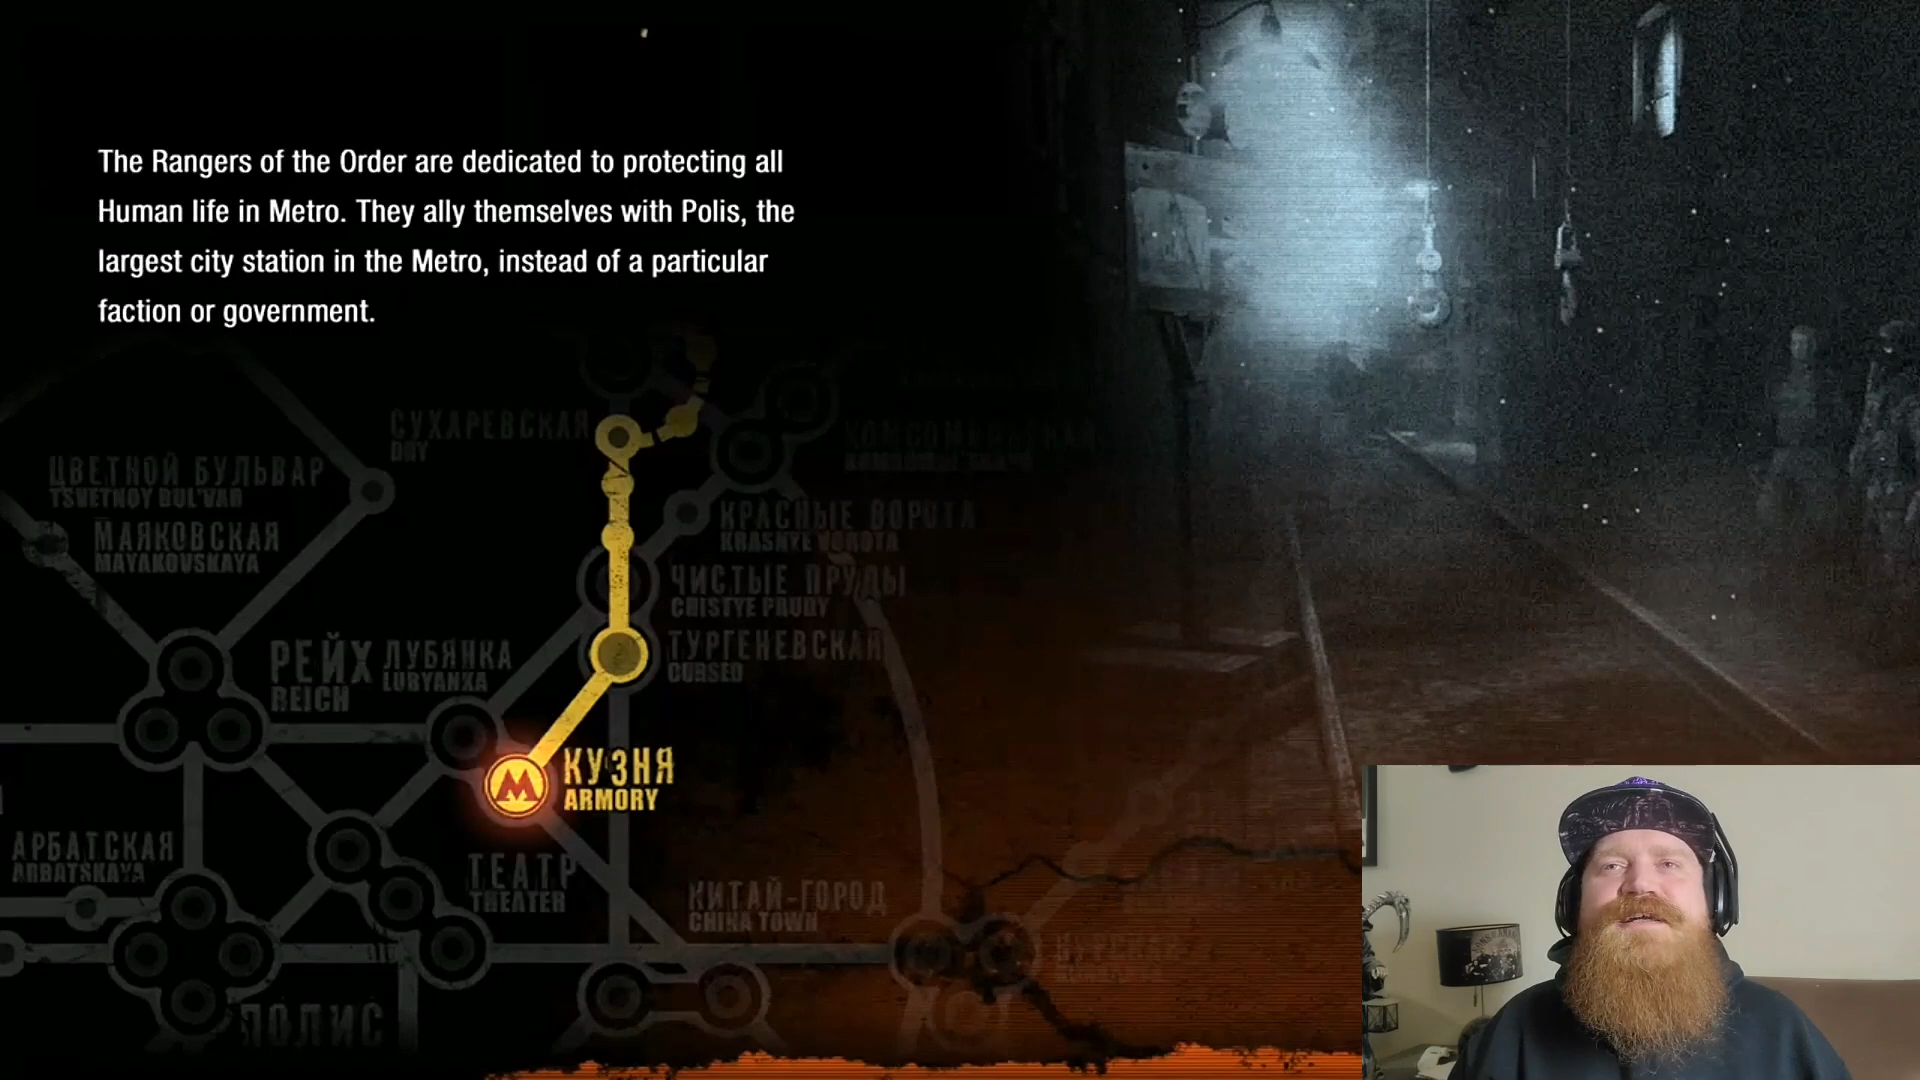 The Rangers of the Order are dedicated to protecting all
Human life in Metro. They ally themselves with Polis, the
largest city station in the Metro, instead of a particular
faction or government.
СУХАРЕВСКАЯ
DRY
ЦВЕТНОЙ БУЛЬВАР
TSVETNOY BUL'VAR
МАЯКОВСКАЯ
MAYAKOVSKAYA
КРАСНЫЕ ВОРОТА
KRASNYE VOROTA
ЧИСТЫЕ ПРУДЫ
CHISTYE PRUDY
ТУРГЕНЕВСКАЯ
CURSED
РЕЙХ
REICH
ЛУБЯНКА
LUBYANKA
М
КУЗНЯ
ARMORY
АРБАТСКАЯ
ARBATSKAYA
ТЕАТР
THEATER
КИТАЙ-ГОРОД
CHINA TOWN
ПОЛИС